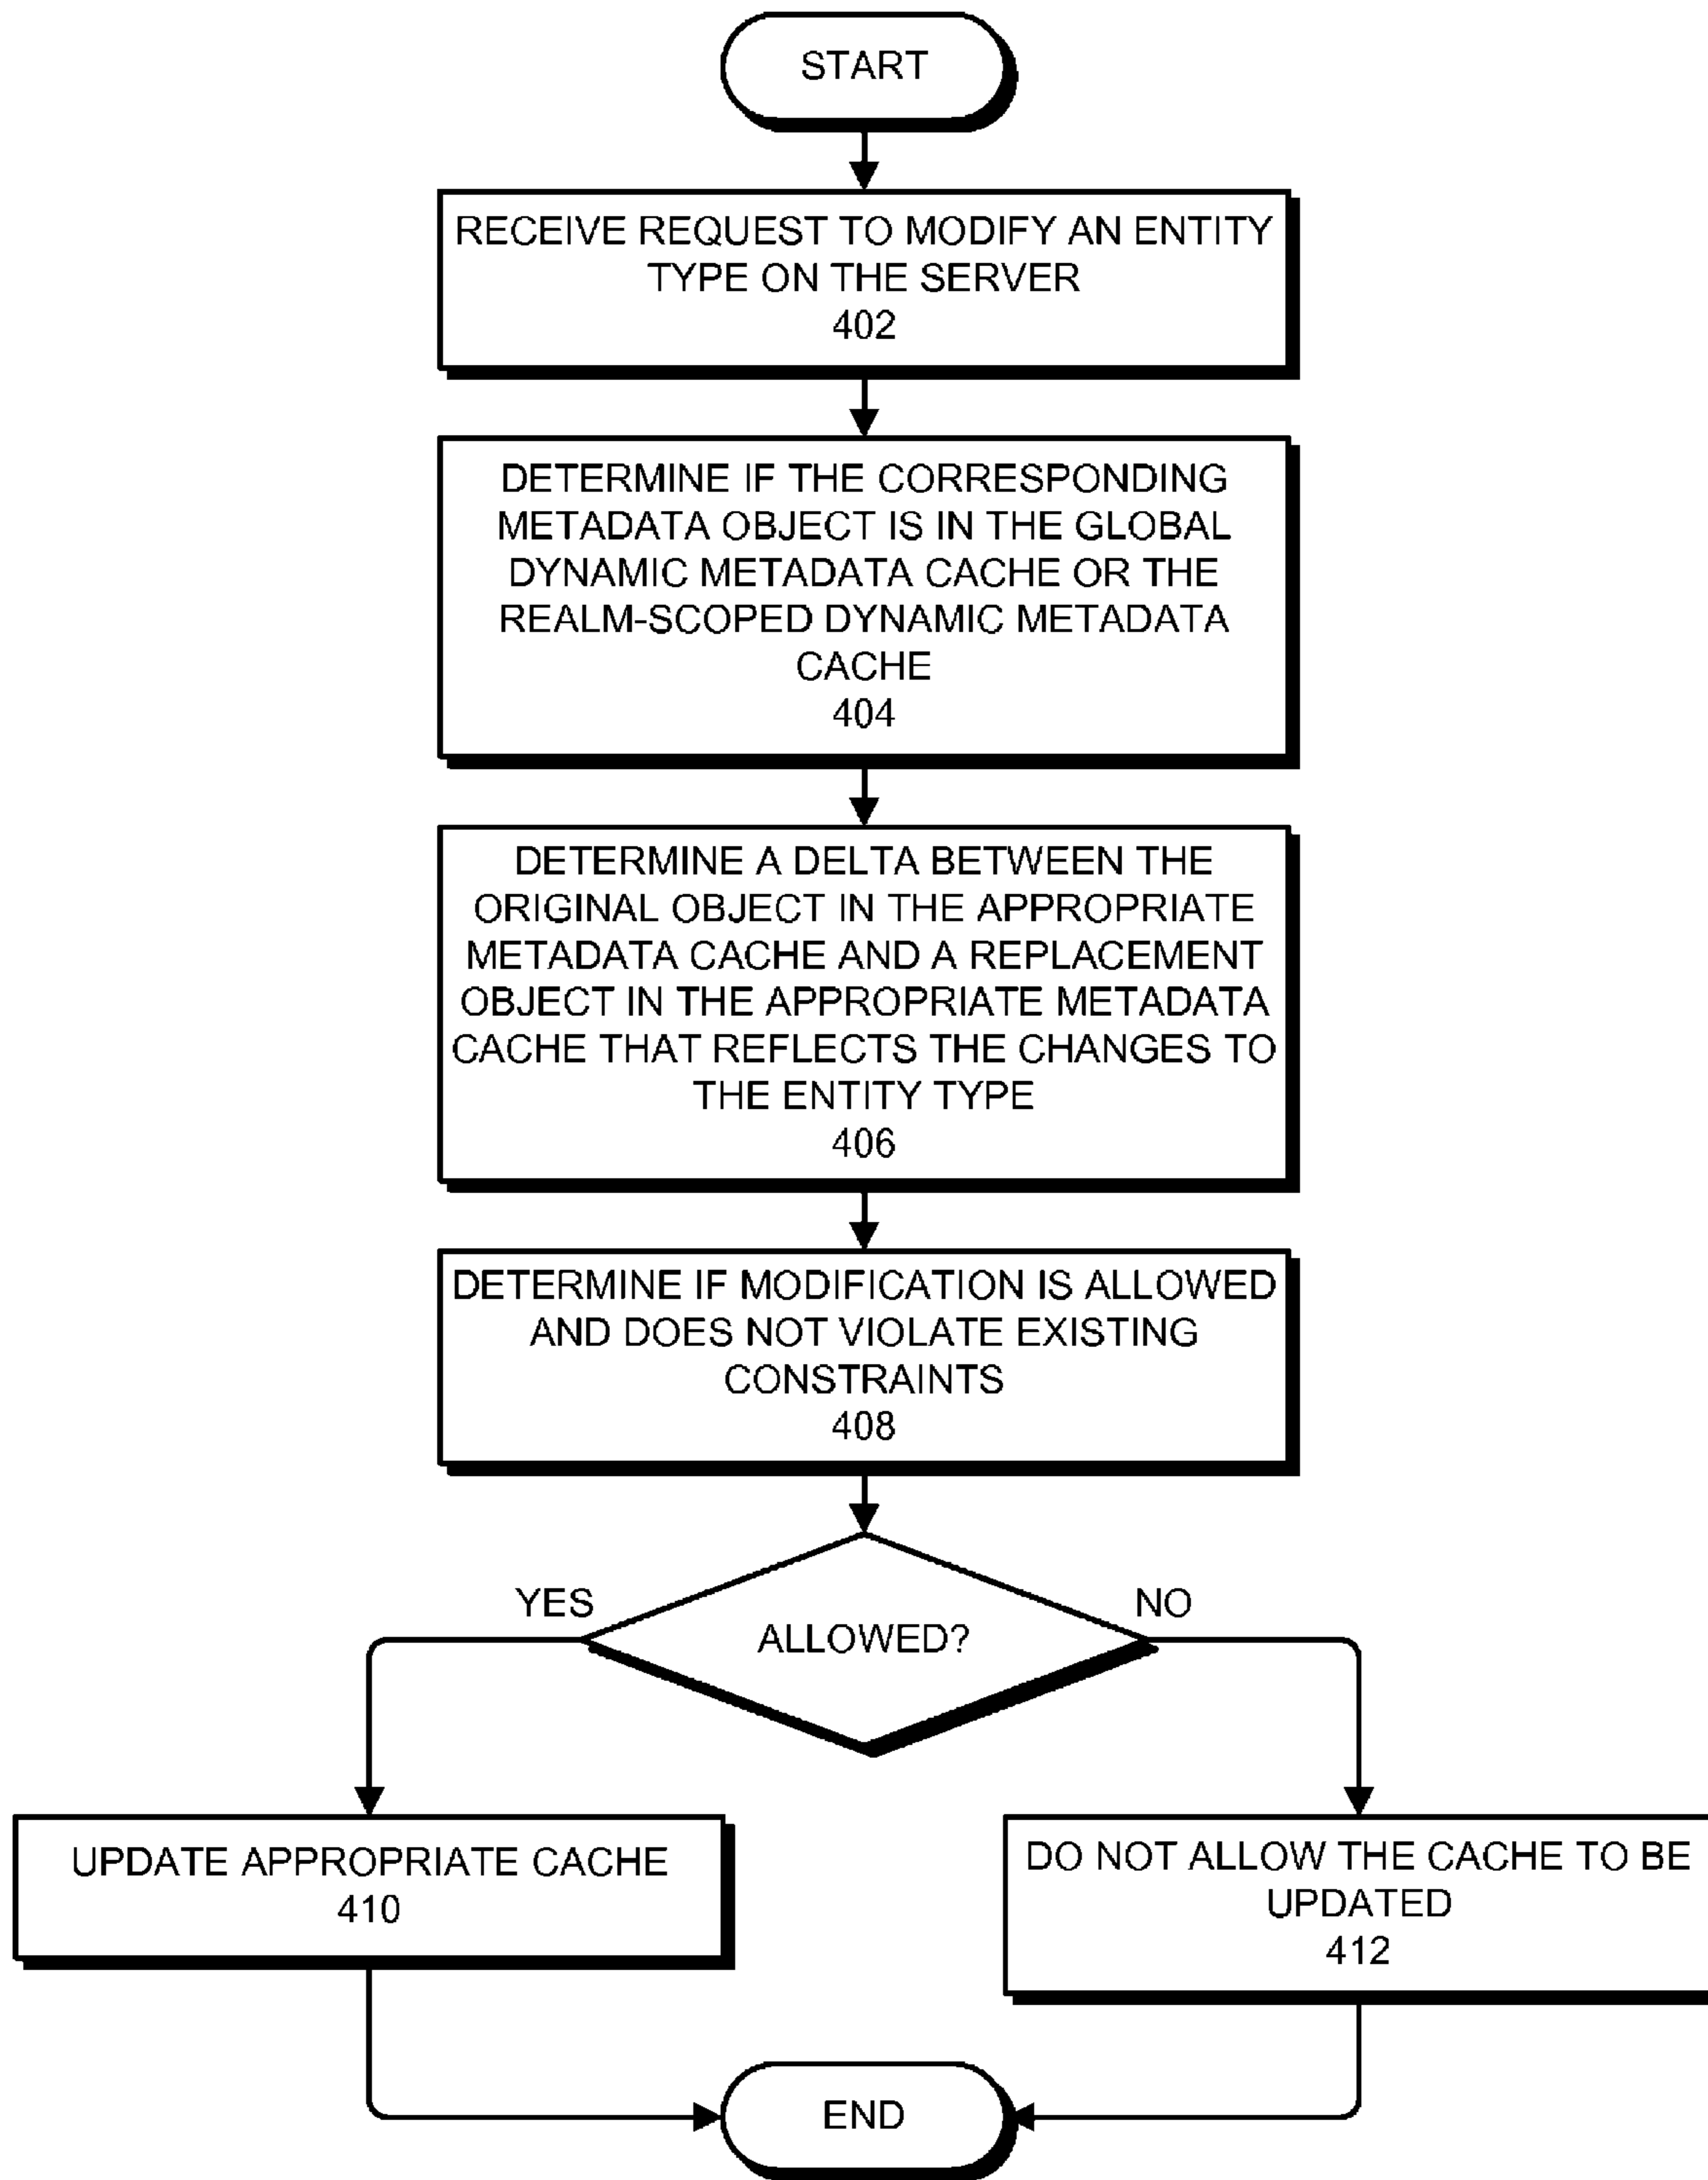 START
RECEIVE REQUEST TO MODIFY AN ENTITY
TYPE ON THE SERVER
402
DETERMINE IF THE CORRESPONDING
METADATA OBJECT IS IN THE GLOBAL
DYNAMIC METADATA CACHE OR THE
REALM-SCOPED DYNAMIC METADATA
CACHE
404
DETERMINE A DELTA BETWEEN THE
ORIGINAL OBJECT IN THE APPROPRIATE
METADATA CACHE AND A REPLACEMENT
OBJECT IN THE APPROPRIATE METADATA
CACHE THAT REFLECTS THE CHANGES TO
THE ENTITY TYPE
406
DETERMINE IF MODIFICATION IS ALLOWED
AND DOES NOT VIOLATE EXISTING
CONSTRAINTS
408
YES
NO
ALLOWED?
UPDATE APPROPRIATE CACHE
410
DO NOT ALLOW THE CACHE TO BE
UPDATED
412
END